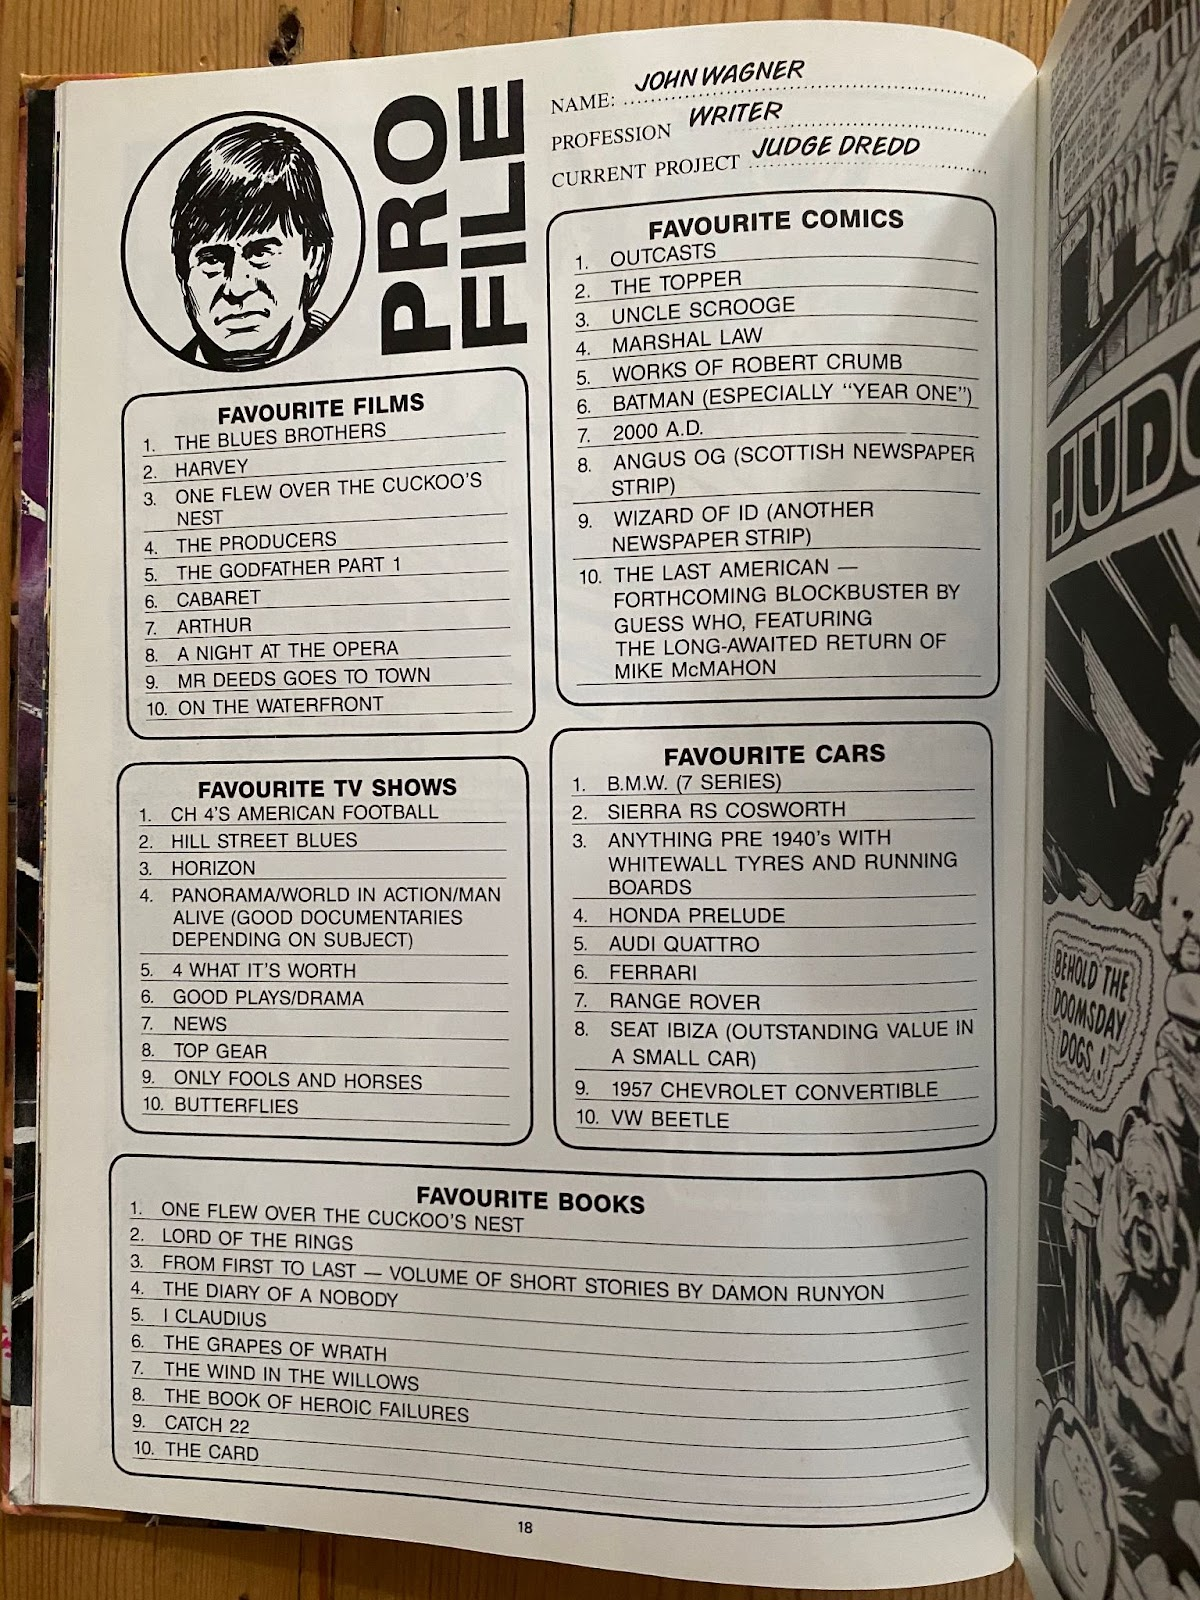 PRO
FILE
NAME: JOHN WAGNER
PROFESSION WRITER
CURRENT PROJECT JUDGE DREDD
FAVOURITE FILMS
1. THE BLUES BROTHERS
2. HARVEY
3. ONE FLEW OVER THE CUCKOO'S
NEST
4. THE PRODUCERS
5. THE GODFATHER PART 1
6. CABARET
7. ARTHUR
8. A NIGHT AT THE OPERA
9. MR DEEDS GOES TO TOWN
10. ON THE WATERFRONT
FAVOURITE COMICS
1. OUTCASTS
2. THE TOPPER
3. UNCLE SCROOGE
4. MARSHAL LAW
5. WORKS OF ROBERT CRUMB
6. BATMAN (ESPECIALLY "YEAR ONE")
7. 2000 A.D.
8. ANGUS OG (SCOTTISH NEWSPAPER
STRIP)
9. WIZARD OF ID (ANOTHER
NEWSPAPER STRIP)
10. THE LAST AMERICAN —
FORTHCOMING BLOCKBUSTER BY
GUESS WHO, FEATURING
THE LONG-AWAITED RETURN OF
MIKE McMAHON
FAVOURITE TV SHOWS
1. CH 4'S AMERICAN FOOTBALL
2. HILL STREET BLUES
3. HORIZON
4. PANORAMA/WORLD IN ACTION/MAN
ALIVE (GOOD DOCUMENTARIES
DEPENDING ON SUBJECT)
5. 4 WHAT IT'S WORTH
6. GOOD PLAYS/DRAMA
7. NEWS
8. TOP GEAR
9. ONLY FOOLS AND HORSES
10. BUTTERFLIES
FAVOURITE CARS
1. B.M.W. (7 SERIES)
2. SIERRA RS COSWORTH
3. ANYTHING PRE 1940's WITH
WHITEWALL TYRES AND RUNNING
BOARDS
4. HONDA PRELUDE
5. AUDI QUATTRO
6. FERRARI
7. RANGE ROVER
8. SEAT IBIZA (OUTSTANDING VALUE IN
A SMALL CAR)
9. 1957 CHEVROLET CONVERTIBLE
10. VW BEETLE
FAVOURITE BOOKS
1. ONE FLEW OVER THE CUCKOO'S NEST
2. LORD OF THE RINGS
3. FROM FIRST TO LAST — VOLUME OF SHORT STORIES BY DAMON RUNYON
4. THE DIARY OF A NOBODY
5. I CLAUDIUS
6. THE GRAPES OF WRATH
7. THE WIND IN THE WILLOWS
8. THE BOOK OF HEROIC FAILURES
9. CATCH 22
10. THE CARD
18
BEHOLD THE
DOOMSDAY
DOGS!